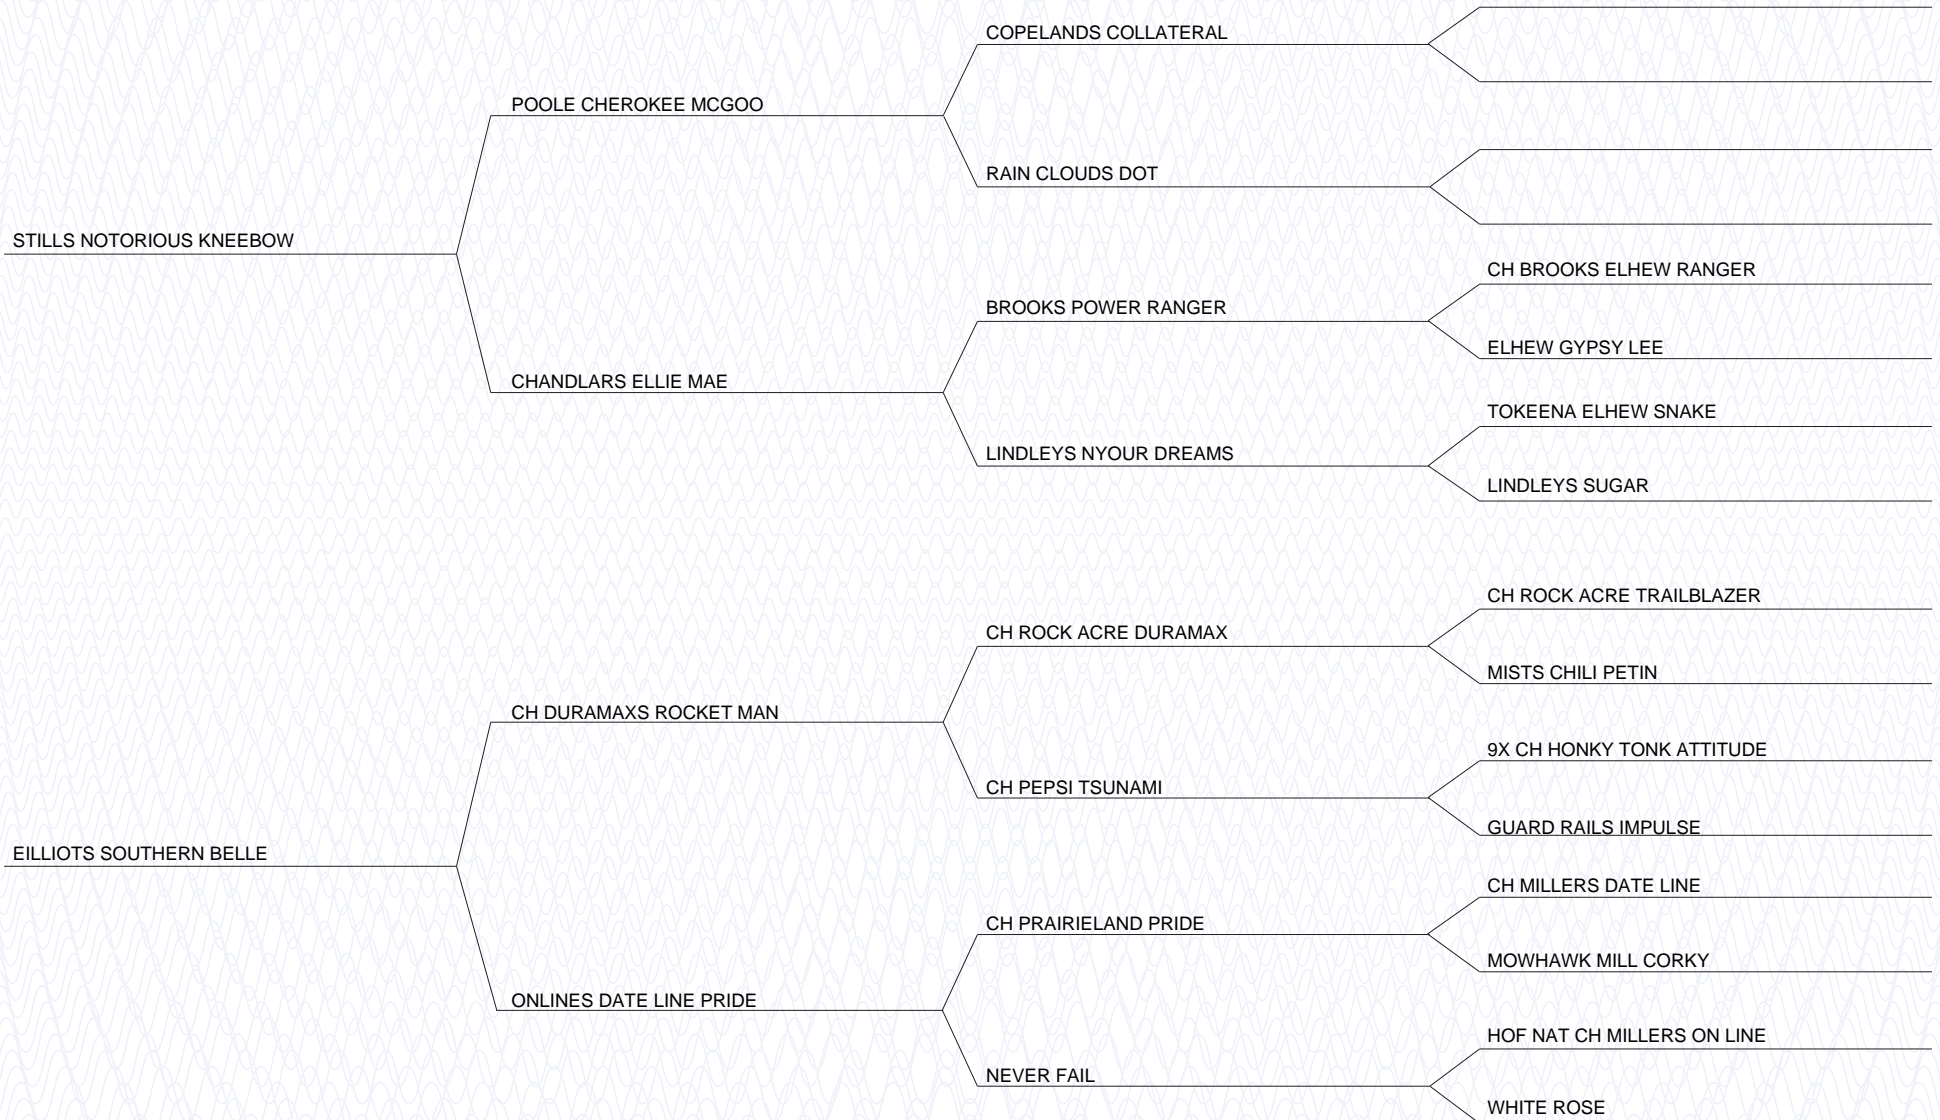 COPELANDS COLLATERAL
POOLE CHEROKEE MCGOO
RAIN CLOUDS DOT
STILLS NOTORIOUS KNEEBOW
CH BROOKS ELHEW RANGER
BROOKS POWER RANGER
ELHEW GYPSY LEE
CHANDLARS ELLIE MAE
TOKEENA ELHEW SNAKE
LINDLEYS NYOUR DREAMS
LINDLEYS SUGAR
CH ROCK ACRE TRAILBLAZER
CH ROCK ACRE DURAMAX
MISTS CHILI PETIN
CH DURAMAXS ROCKET MAN
9X CH HONKY TONK ATTITUDE
CH PEPSI TSUNAMI
GUARD RAILS IMPULSE
EILLIOTS SOUTHERN BELLE
CH MILLERS DATE LINE
CH PRAIRIELAND PRIDE
MOWHAWK MILL CORKY
ONLINES DATE LINE PRIDE
HOF NAT CH MILLERS ON LINE
NEVER FAIL
WHITE ROSE